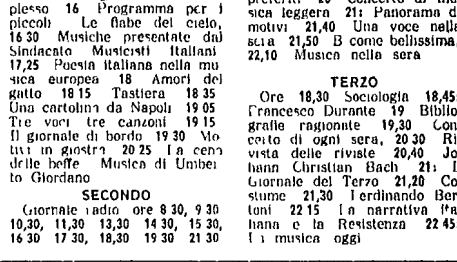 plesso 16 Programma per i
piccoli Le fiabe del cielo,
16 30 Musiche presentate dal
Sindacato Musicisti Italiani
17,25 Poesia italiana nella mu
sica europea 18 Amori del
gatto 18 15 Tastiera 18 35
Una cartolina da Napoli 19 05
Tre voci tre canzoni 19 15
Il giornale di bordo 19 30 Mo
tivi in giostra 20 25 La cena
delle beffe Musica di Umber
to Giordano
SECONDO
Giornale radio ore 8 30, 9 30
10,30, 11,30 13,30 14 30, 15 30,
16 30 17 30, 18,30 19 30 21 30
sica leggera 21: Panorama d
motivi 21,40 Una voce nella
sera 21,50 B come bellissima,
22,10 Musica nella sera
TERZO
Ore 18,30 Sociologia 18,45:
Francesco Durante 19 Biblio
grafie ragionate 19,30 Con
certo di ogni sera, 20 30 Ri
vista delle riviste 20,40 Jo
hann Christian Bach 21: I
Giornale del Terzo 21,20 Co
stume 21,30 Ferdinando Ber
toni 22 15 La narrativa ita
liana e la Resistenza 22 45:
La musica oggi